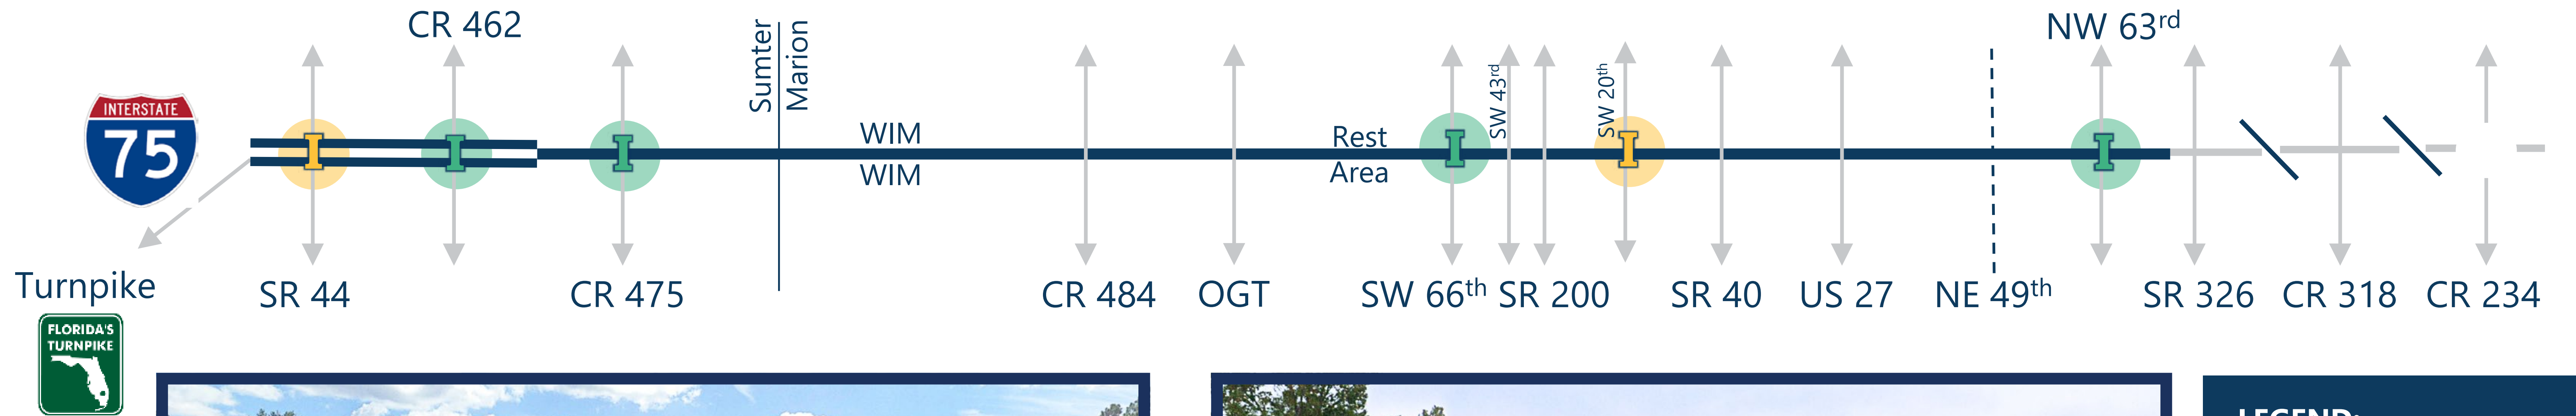 CR 462
NW 63rd
Sumter
Marion
SW 43rd
SW 20th
INTERSTATE
75
WIM
WIM
Rest
Area
Turnpike
SR 44
CR 475
CR 484
OGT
SW 66th
SR 200
SR 40
US 27
NE 49th
SR 326
CR 318
CR 234
FLORIDA'S
TURNPIKE
LEGEND: